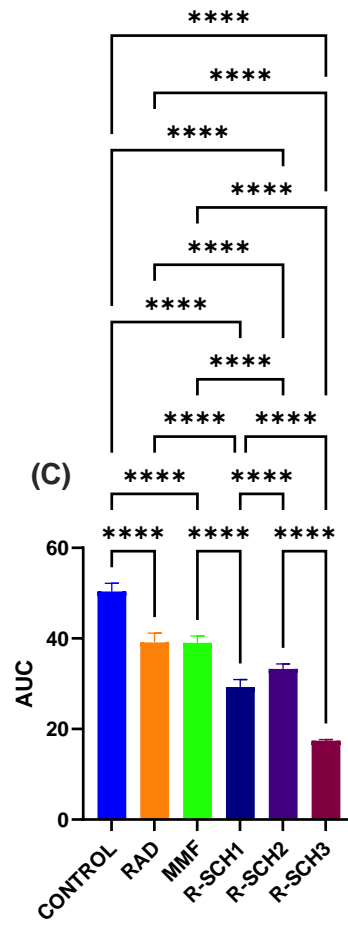 ****
****
****
****
****
****
****
**** ****
(C)
**** ****
**** **** ****
60
40
20
0
AUC
CONTROL
RAD
MMF
R-SCH1
R-SCH2
R-SCH3